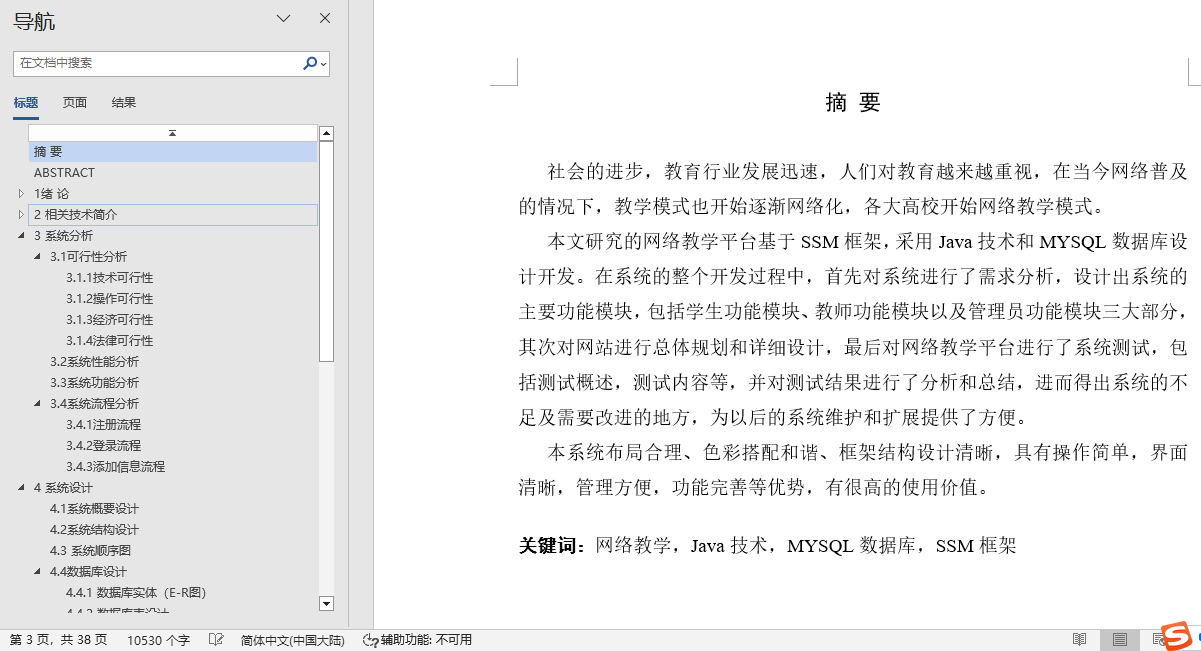 导航
在文档中搜索
标题 页面 结果
摘 要
ABSTRACT
1绪 论
2 相关技术简介
3 系统分析
3.1可行性分析
3.1.1技术可行性
3.1.2操作可行性
3.1.3经济可行性
3.1.4法律可行性
3.2系统性能分析
3.3系统功能分析
3.4系统流程分析
3.4.1注册流程
3.4.2登录流程
3.4.3添加信息流程
4 系统设计
4.1系统概要设计
4.2系统结构设计
4.3 系统顺序图
4.4数据库设计
4.4.1 数据库实体（E-R图）
4.4.2 数据库表设计
摘 要
社会的进步，教育行业发展迅速，人们对教育越来越重视，在当今网络普及
的情况下，教学模式也开始逐渐网络化，各大高校开始网络教学模式。
本文研究的网络教学平台基于 SSM 框架，采用 Java 技术和 MYSQL 数据库设
计开发。在系统的整个开发过程中，首先对系统进行了需求分析，设计出系统的
主要功能模块，包括学生功能模块、教师功能模块以及管理员功能模块三大部分，
其次对网站进行总体规划和详细设计，最后对网络教学平台进行了系统测试，包
括测试概述，测试内容等，并对测试结果进行了分析和总结，进而得出系统的不
足及需要改进的地方，为以后的系统维护和扩展提供了方便。
本系统布局合理、色彩搭配和谐、框架结构设计清晰，具有操作简单，界面
清晰，管理方便，功能完善等优势，有很高的使用价值。
关键词：网络教学，Java 技术，MYSQL 数据库，SSM 框架
第 3 页，共 38 页 10530 个字 简体中文(中国大陆) 辅助功能: 不可用